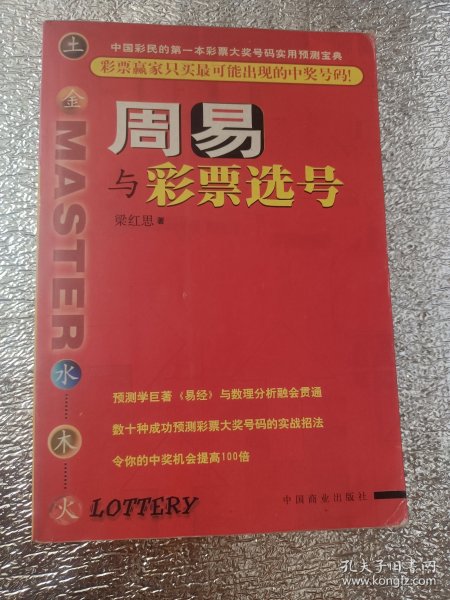 中国彩民的第一本彩票大奖号码实用预测宝典
彩票赢家只买最可能出现的中奖号码!
土
金
MASTER
水
木
火
周易
与彩票选号
梁红思 著
预测学巨著《易经》与数理分析融会贯通
数十种成功预测彩票大奖号码的实战招法
令你的中奖机会提高100倍
LOTTERY
中国商业出版社
孔夫子旧书网
www.kongfz.com